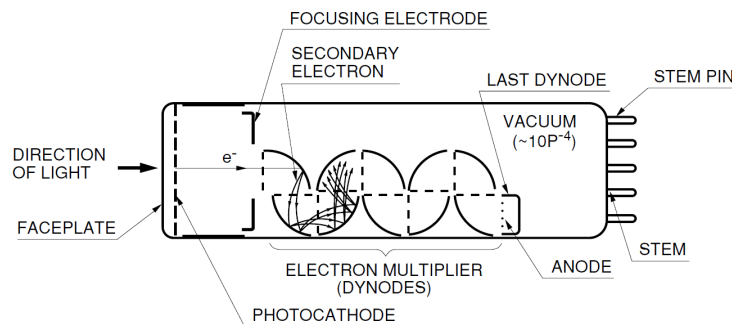 FOCUSING ELECTRODE
SECONDARY
ELECTRON
LAST DYNODE
STEM PIN
VACUUM
(~10P⁻⁴)
DIRECTION
OF LIGHT
e⁻
FACEPLATE
STEM
ELECTRON MULTIPLIER
(DYNODES)
ANODE
PHOTOCATHODE